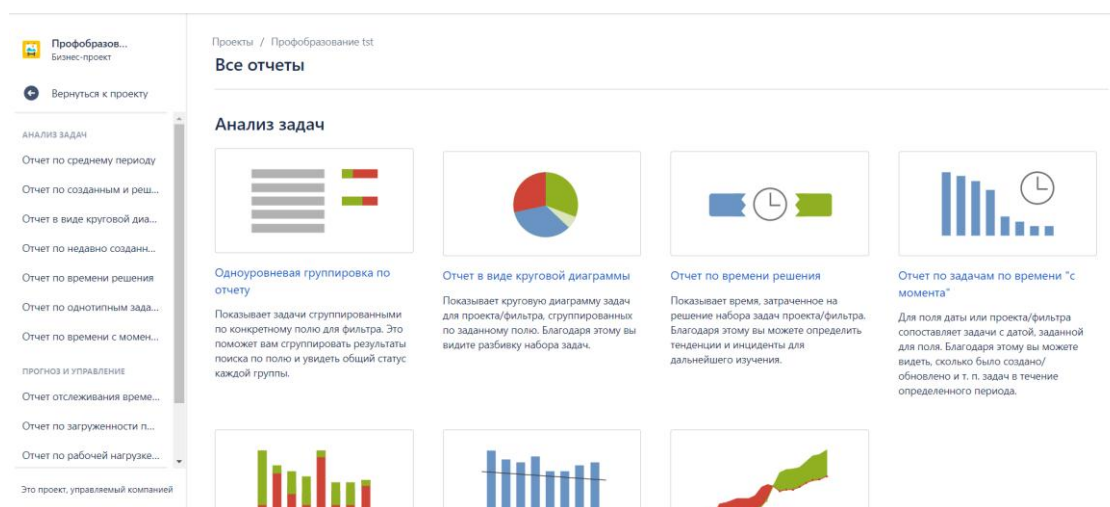 Профобразов...
Бизнес-проект
Вернуться к проекту
АНАЛИЗ ЗАДАЧ
Отчет по среднему периоду
Отчет по созданным и реш...
Отчет в виде круговой диа...
Отчет по недавно созданн...
Отчет по времени решения
Отчет по однотипным зада...
Отчет по времени с момен...
ПРОГНОЗ И УПРАВЛЕНИЕ
Отчет отслеживания време...
Отчет по загруженности п...
Отчет по рабочей нагрузке...
Это проект, управляемый компанией
Проекты / Профобразование tst
Все отчеты
Анализ задач
Одноуровневая группировка по
отчету
Показывает задачи сгруппированными
по конкретному полю для фильтра. Это
поможет вам сгруппировать результаты
поиска по полю и увидеть общий статус
каждой группы.
Отчет в виде круговой диаграммы
Показывает круговую диаграмму задач
для проекта/фильтра, сгруппированных
по заданному полю. Благодаря этому вы
видите разбивку набора задач.
Отчет по времени решения
Показывает время, затраченное на
решение набора задач проекта/фильтра.
Благодаря этому вы можете определить
тенденции и инциденты для
дальнейшего изучения.
Отчет по задачам по времени "с
момента"
Для поля даты или проекта/фильтра
сопоставляет задачи с датой, заданной
для поля. Благодаря этому вы можете
видеть, сколько было создано/
обновлено и т. п. задач в течение
определенного периода.